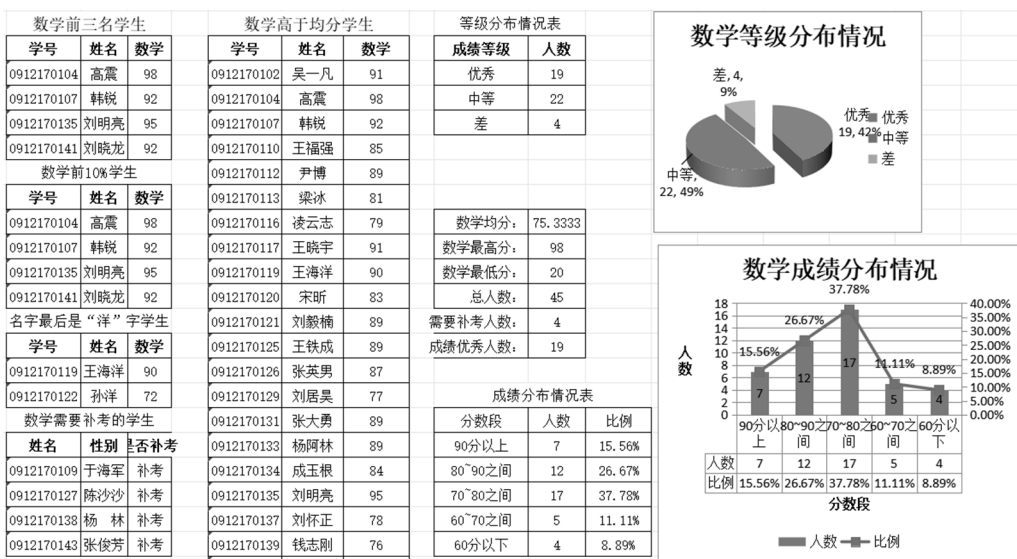 数学前三名学生
学号 姓名 数学
0912170104 高震 98
0912170107 韩锐 92
0912170135 刘明亮 95
0912170141 刘晓龙 92
数学前10%学生
学号 姓名 数学
0912170104 高震 98
0912170107 韩锐 92
0912170135 刘明亮 95
0912170141 刘晓龙 92
名字最后是“洋”字学生
学号 姓名 数学
0912170119 王海洋 90
0912170122 孙洋 72
数学需要补考的学生
姓名 性别 是否补考
0912170109 于海军 补考
0912170127 陈沙沙 补考
0912170138 杨 林 补考
0912170143 张俊芳 补考
数学高于均分学生
学号 姓名 数学
0912170102 吴一凡 91
0912170104 高震 98
0912170107 韩锐 92
0912170110 王福强 85
0912170112 尹博 89
0912170113 梁冰 81
0912170116 凌云志 79
0912170117 王晓宇 91
0912170119 王海洋 90
0912170120 宋昕 83
0912170121 刘毅楠 89
0912170125 王铁成 89
0912170126 张英男 87
0912170129 刘居昊 77
0912170131 张大勇 89
0912170133 杨阿林 89
0912170134 成玉根 84
0912170135 刘明亮 95
0912170137 刘怀正 78
0912170139 钱志刚 76
等级分布情况表
成绩等级 人数
优秀 19
中等 22
差 4
数学均分： 75.3333
数学最高分： 98
数学最低分： 20
总人数： 45
需要补考人数： 4
成绩优秀人数： 19
成绩分布情况表
分数段 人数 比例
90分以上 7 15.56%
80~90之间 12 26.67%
70~80之间 17 37.78%
60~70之间 5 11.11%
60分以下 4 8.89%
数学等级分布情况
差, 4,
9%
优秀,
19, 42%
中等,
22, 49%
优秀
中等
差
数学成绩分布情况
37.78%
26.67%
15.56%
11.11%
8.89%
18
16
14
12
10
8
6
4
2
0
人数
40.00%
35.00%
30.00%
25.00%
20.00%
15.00%
10.00%
5.00%
0.00%
7 12 17 5 4
90分以上 80~90之间 70~80之间 60~70之间 60分以下
人数 7 12 17 5 4
比例 15.56% 26.67% 37.78% 11.11% 8.89%
分数段
人数 比例